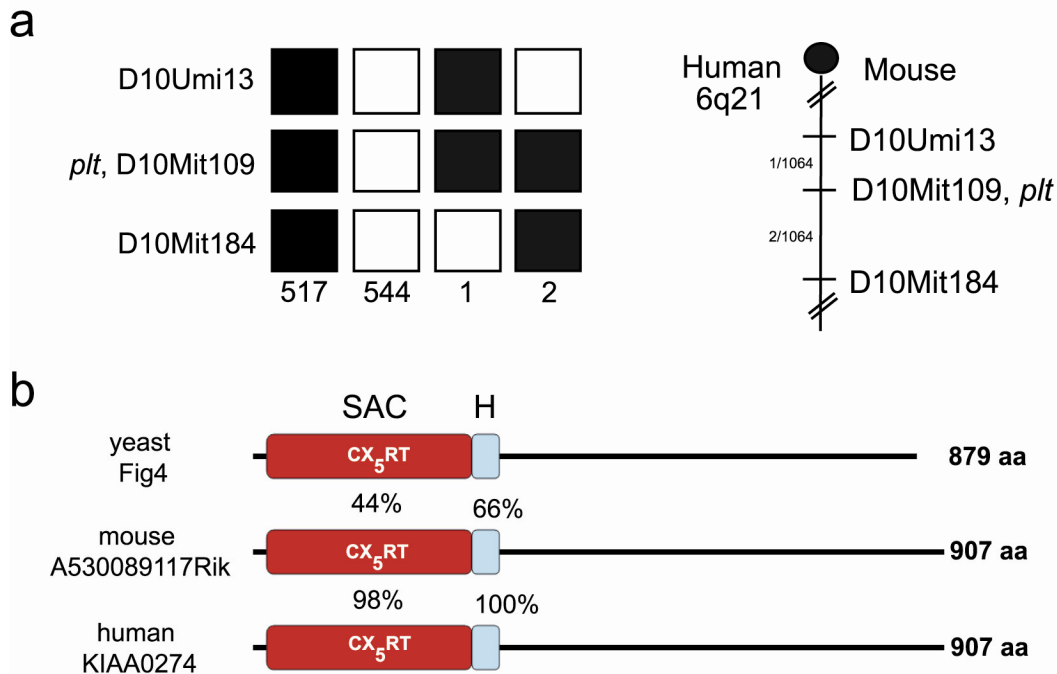 a
D10Umi13
plt, D10Mit109
D10Mit184
517 544 1 2
Human
6q21
Mouse
D10Umi13
1/1064
D10Mit109, plt
2/1064
D10Mit184
b
SAC H
yeast
Fig4
CX5RT
879 aa
44% 66%
mouse
A530089117Rik
CX5RT
907 aa
98% 100%
human
KIAA0274
CX5RT
907 aa